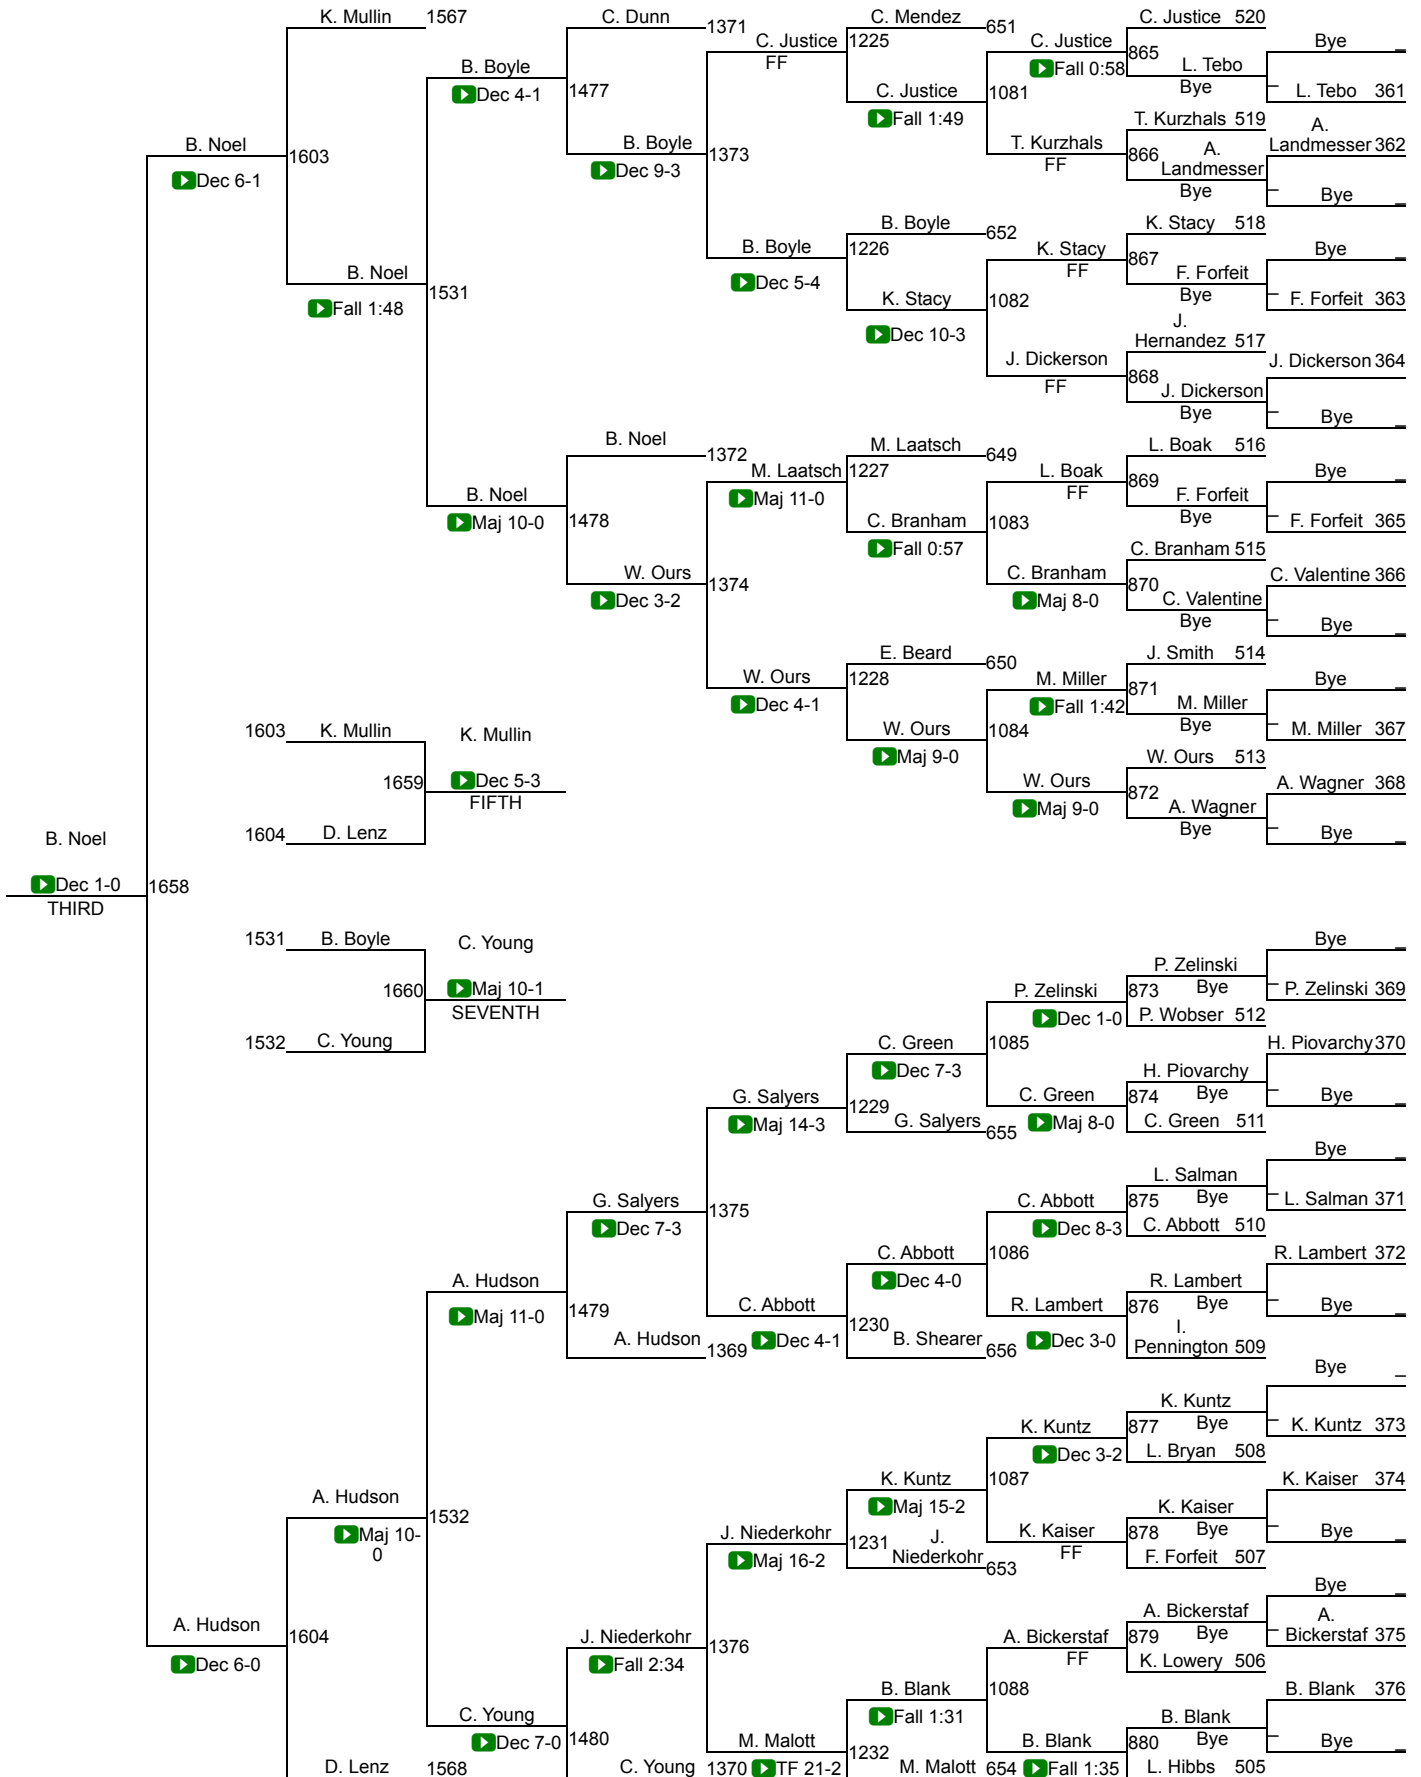 K. Mullin 1567
C. Dunn
1371
C. Mendez
651
C. Justice 520
B. Boyle
Dec 4-1
1477
C. Justice
FF
1225
C. Justice
Fall 0:58
865
Bye _
L. Tebo
Bye
_ L. Tebo 361
C. Justice
Fall 1:49
1081
B. Noel
Dec 6-1
1603
B. Boyle
Dec 9-3
1373
T. Kurzhals
FF
T. Kurzhals 519
866
A.
Landmesser
Bye
A.
Landmesser 362
_ Bye _
B. Boyle
Dec 5-4
B. Boyle
652
1226
K. Stacy
FF
K. Stacy 518
867
F. Forfeit
Bye
Bye _
_ F. Forfeit 363
B. Noel
Fall 1:48
1531
K. Stacy
Dec 10-3
1082
J. Dickerson
FF
J.
Hernandez 517
868
J. Dickerson
Bye
J. Dickerson 364
_ Bye _
B. Noel
1372
M. Laatsch
649
L. Boak 516
B. Noel
Maj 10-0
1478
M. Laatsch
Maj 11-0
1227
L. Boak
FF
869
F. Forfeit
Bye
Bye _
_ F. Forfeit 365
C. Branham
Fall 0:57
1083
W. Ours
Dec 3-2
1374
C. Branham
Maj 8-0
C. Branham 515
870
C. Valentine
Bye
C. Valentine 366
_ Bye _
W. Ours
Dec 4-1
E. Beard
650
1228
M. Miller
Fall 1:42
J. Smith 514
871
M. Miller
Bye
Bye _
_ M. Miller 367
W. Ours
Maj 9-0
1084
W. Ours
Maj 9-0
W. Ours 513
872
A. Wagner
Bye
A. Wagner 368
_ Bye _
1603 K. Mullin
1659
K. Mullin
Dec 5-3
FIFTH
1604 D. Lenz
B. Noel
Dec 1-0
THIRD
1658
1531 B. Boyle
1660
C. Young
Maj 10-1
SEVENTH
1532 C. Young
P. Zelinski
Dec 1-0
P. Zelinski
873 Bye
P. Wobser 512
Bye _
_ P. Zelinski 369
C. Green
Dec 7-3
1085
G. Salyers
Maj 14-3
1229
G. Salyers
655
C. Green
Maj 8-0
H. Piovarchy
874 Bye
C. Green 511
H. Piovarchy 370
_ Bye _
G. Salyers
Dec 7-3
1375
C. Abbott
Dec 8-3
L. Salman
875 Bye
C. Abbott 510
Bye _
_ L. Salman 371
C. Abbott
Dec 4-0
1086
A. Hudson
Maj 11-0
1479
A. Hudson
1369
C. Abbott
Dec 4-1
1230
B. Shearer
656
R. Lambert
Dec 3-0
R. Lambert
876 Bye
I.
Pennington 509
R. Lambert 372
_ Bye _
K. Kuntz
Dec 3-2
K. Kuntz
877 Bye
L. Bryan 508
Bye _
_ K. Kuntz 373
A. Hudson
Maj 10-
0
1532
K. Kuntz
Maj 15-2
1087
J. Niederkohr
Maj 16-2
1231
J.
Niederkohr
653
K. Kaiser
FF
K. Kaiser
878 Bye
F. Forfeit 507
K. Kaiser 374
_ Bye _
A. Hudson
Dec 6-0
1604
J. Niederkohr
Fall 2:34
1376
A. Bickerstaf
FF
A. Bickerstaf
879 Bye
K. Lowery 506
Bye _
_ A.
Bickerstaf 375
B. Blank
Fall 1:31
1088
C. Young
Dec 7-0
1480
M. Malott
TF 21-2
1232
B. Blank
Fall 1:35
B. Blank
880 Bye
L. Hibbs 505
B. Blank 376
_ Bye _
D. Lenz 1568
C. Young 1370
M. Malott 654